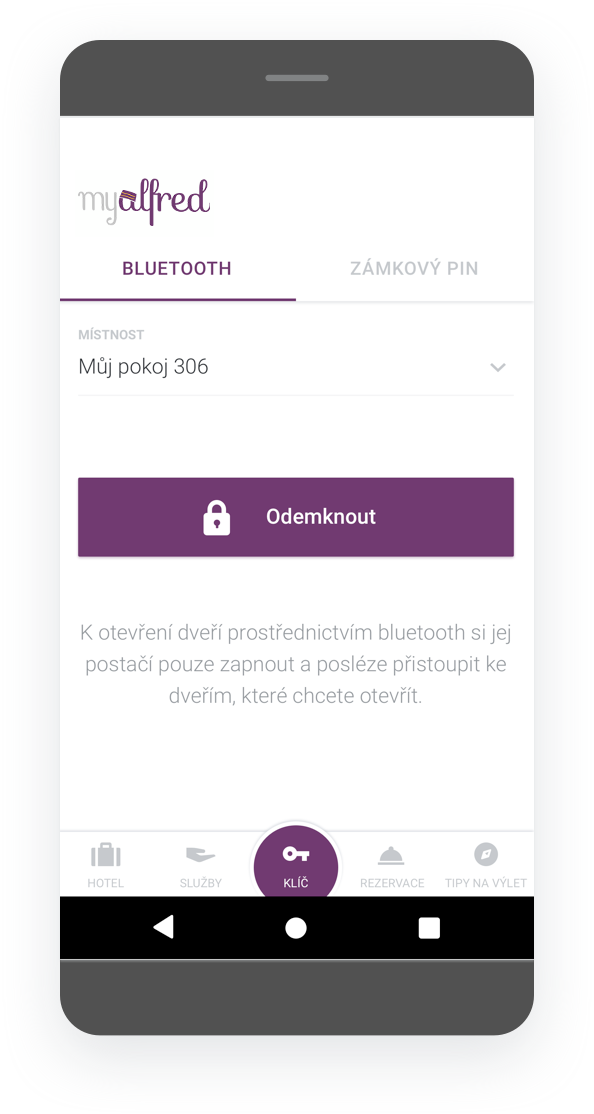 myalfred
BLUETOOTH
ZÁMKOVÝ PIN
MÍSTNOST
Můj pokoj 306
Odemknout
K otevření dveří prostřednictvím bluetooth si jej
postačí pouze zapnout a posléze přistoupit ke
dveřím, které chcete otevřít.
HOTEL
SLUŽBY
KLÍČ
REZERVACE
TIPY NA VÝLET